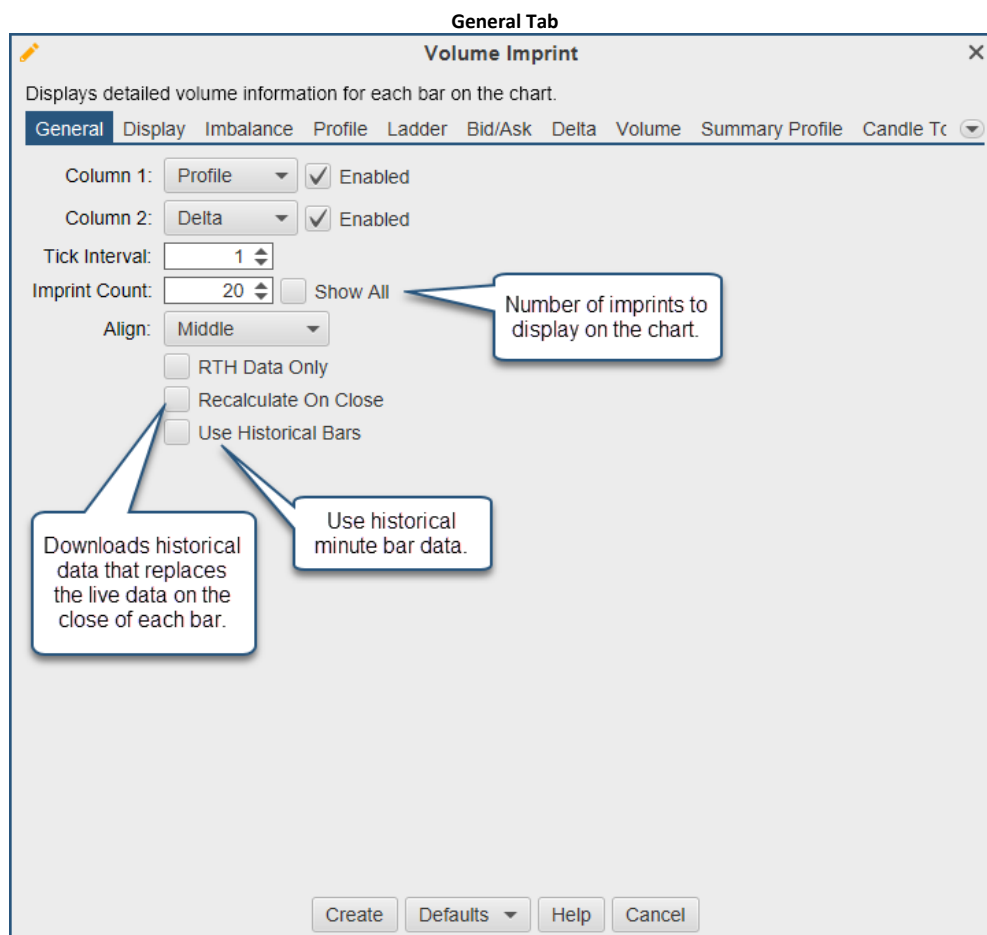 General Tab
Volume Imprint
Displays detailed volume information for each bar on the chart.
General Display Imbalance Profile Ladder Bid/Ask Delta Volume Summary Profile Candle To
Column 1: Profile Enabled
Column 2: Delta Enabled
Tick Interval: 1
Imprint Count: 20 Show All
Number of imprints to
display on the chart.
Align: Middle
RTH Data Only
Recalculate On Close
Use Historical Bars
Downloads historical
data that replaces
the live data on the
close of each bar.
Use historical
minute bar data.
Create Defaults Help Cancel